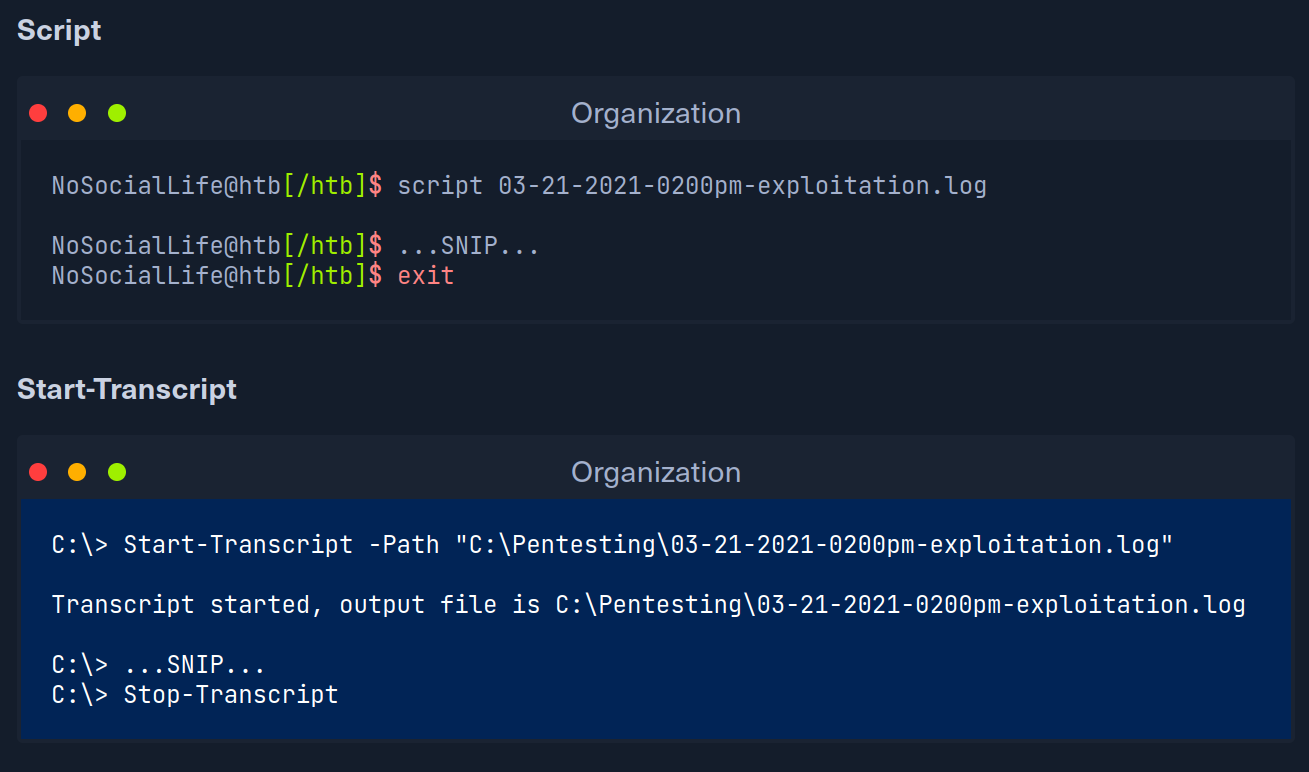 Script
Organization
NoSocialLife@htb[/htb]$ script 03-21-2021-0200pm-exploitation.log
NoSocialLife@htb[/htb]$ ...SNIP...
NoSocialLife@htb[/htb]$ exit
Start-Transcript
Organization
C:\> Start-Transcript -Path "C:\Pentesting\03-21-2021-0200pm-exploitation.log"
Transcript started, output file is C:\Pentesting\03-21-2021-0200pm-exploitation.log
C:\> ...SNIP...
C:\> Stop-Transcript